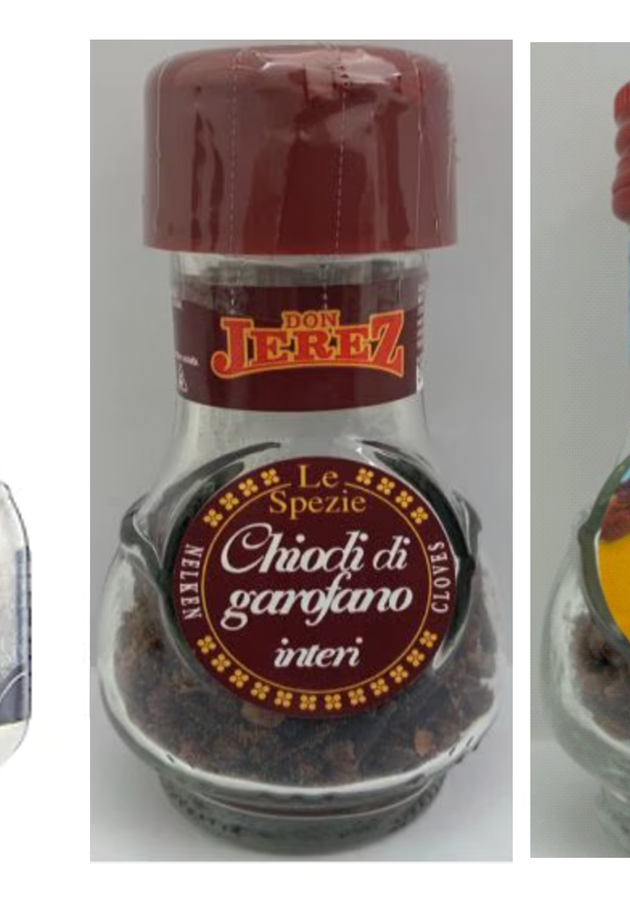 DON
JEREZ
Le
Spezie
Chiodi di
garofano
interi
NELKEN
CLOVES